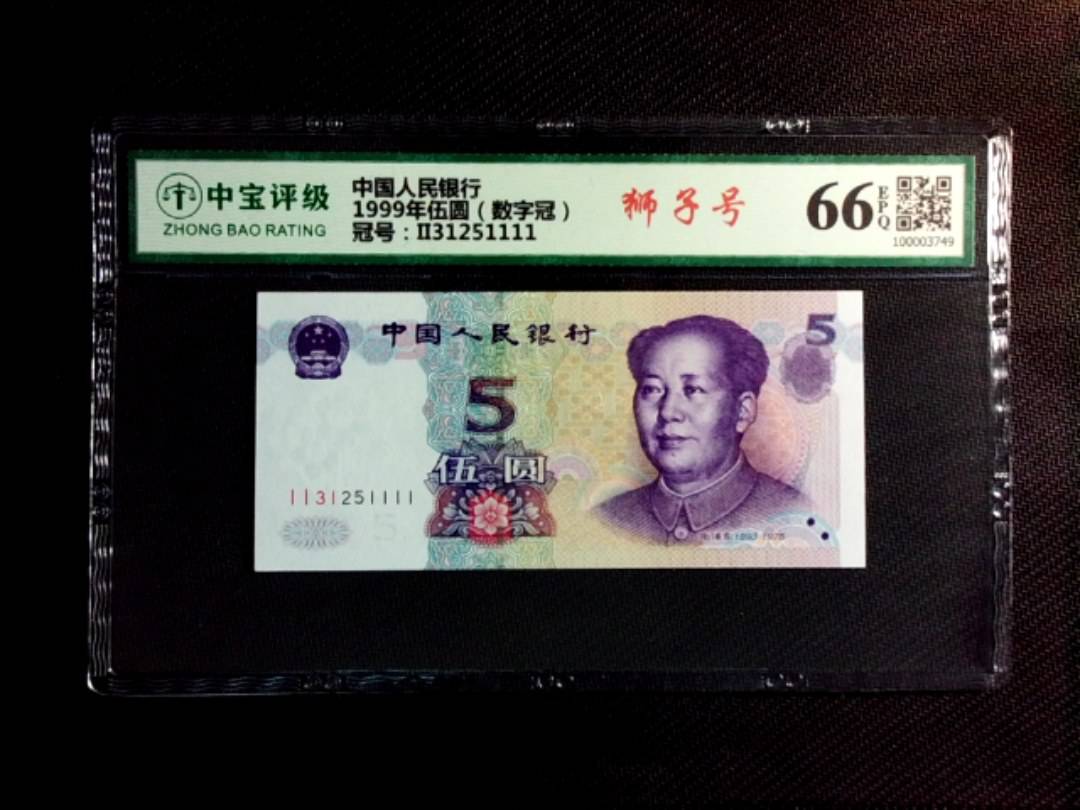 中宝评级
ZHONG BAO RATING
中国人民银行
1999年伍圆（数字冠）
冠号：II31251111
狮子号
66
EPQ
100003749
中国人民银行
5
5
伍圆
II31251111
5